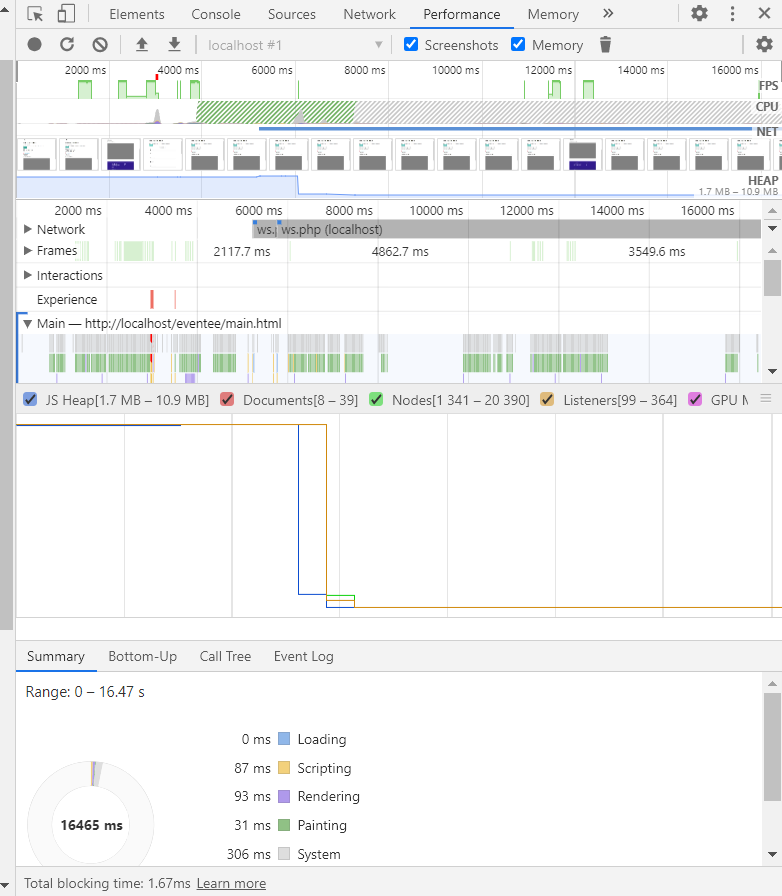 Elements Console Sources Network Performance Memory »
localhost #1 Screenshots Memory
2000 ms 4000 ms 6000 ms 8000 ms 10000 ms 12000 ms 14000 ms 16000 ms
FPS
CPU
NET
HEAP
1.7 MB – 10.9 MB
2000 ms 4000 ms 6000 ms 8000 ms 10000 ms 12000 ms 14000 ms 16000 ms
Network ws.p ws.php (localhost)
Frames 2117.7 ms 4862.7 ms 3549.6 ms
Interactions
Experience
Main — http://localhost/eventee/main.html
JS Heap[1.7 MB – 10.9 MB] Documents[8 – 39] Nodes[1 341 – 20 390] Listeners[99 – 364] GPU M
Summary Bottom-Up Call Tree Event Log
Range: 0 – 16.47 s
0 ms Loading
87 ms Scripting
93 ms Rendering
16465 ms 31 ms Painting
306 ms System
Total blocking time: 1.67ms Learn more